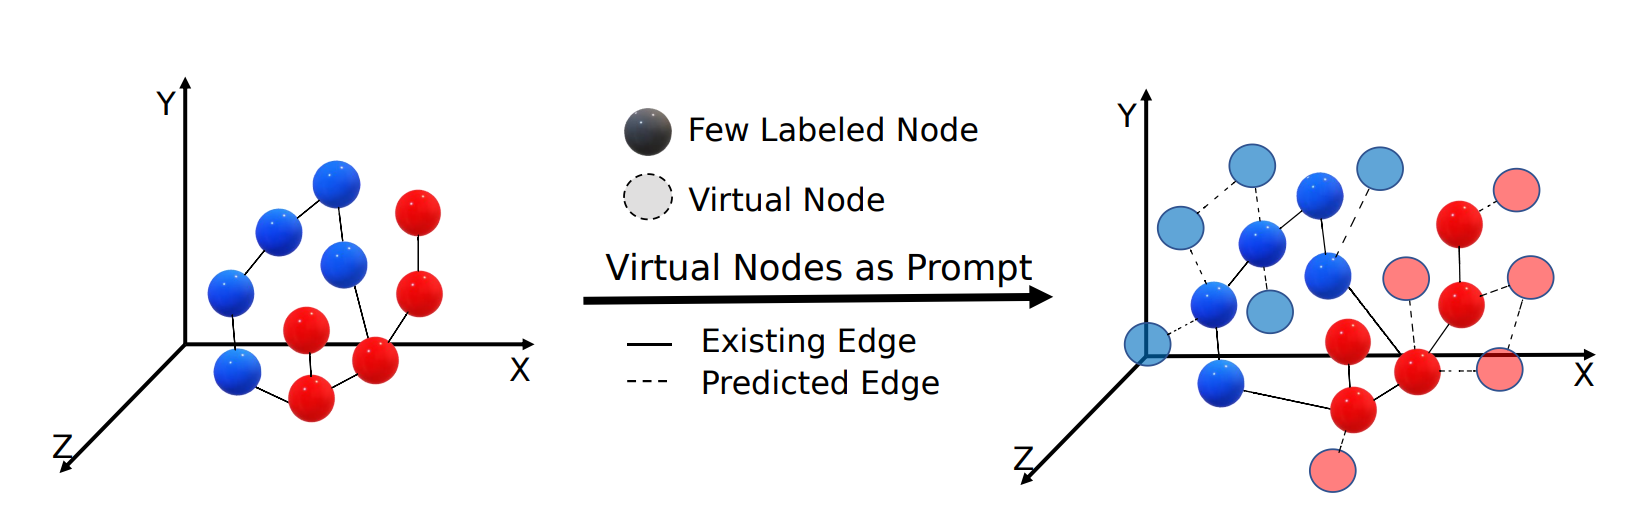 Y
X
Z
Few Labeled Node
Virtual Node
Virtual Nodes as Prompt
Existing Edge
Predicted Edge
Y
X
Z